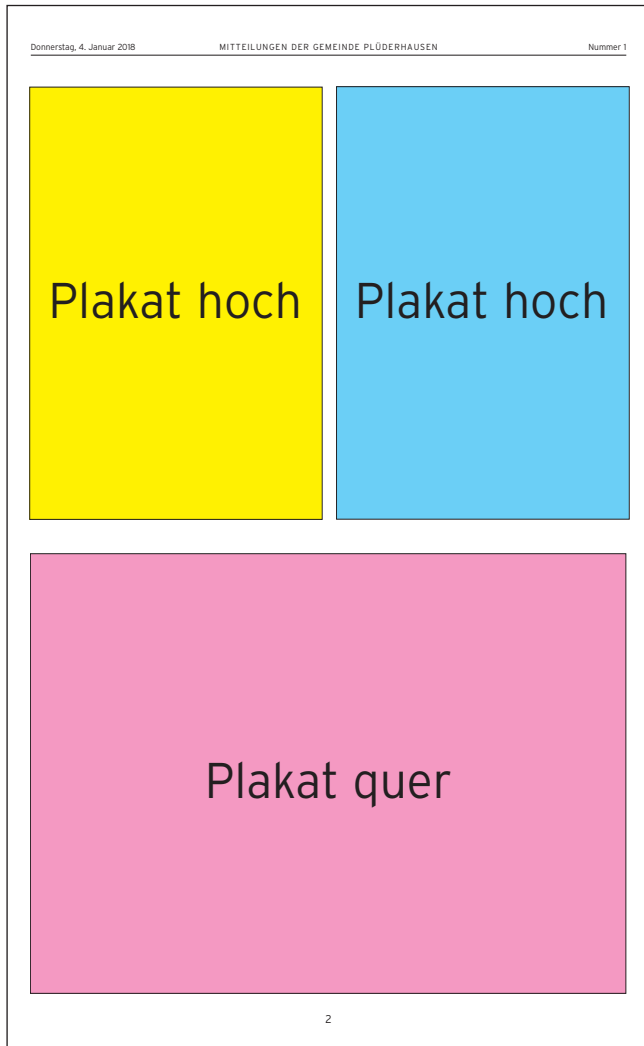 Donnerstag, 4. Januar 2018 MITTEILUNGEN DER GEMEINDE PLÜDERHAUSEN Nummer 1
Plakat hoch Plakat hoch
Plakat quer
2